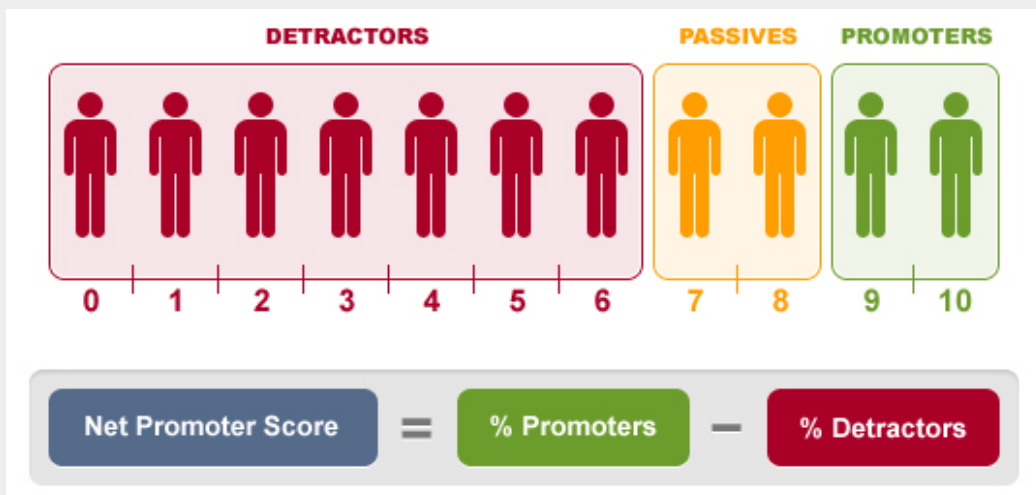 DETRACTORS PASSIVES PROMOTERS
0 1 2 3 4 5 6 7 8 9 10
Net Promoter Score = % Promoters − % Detractors